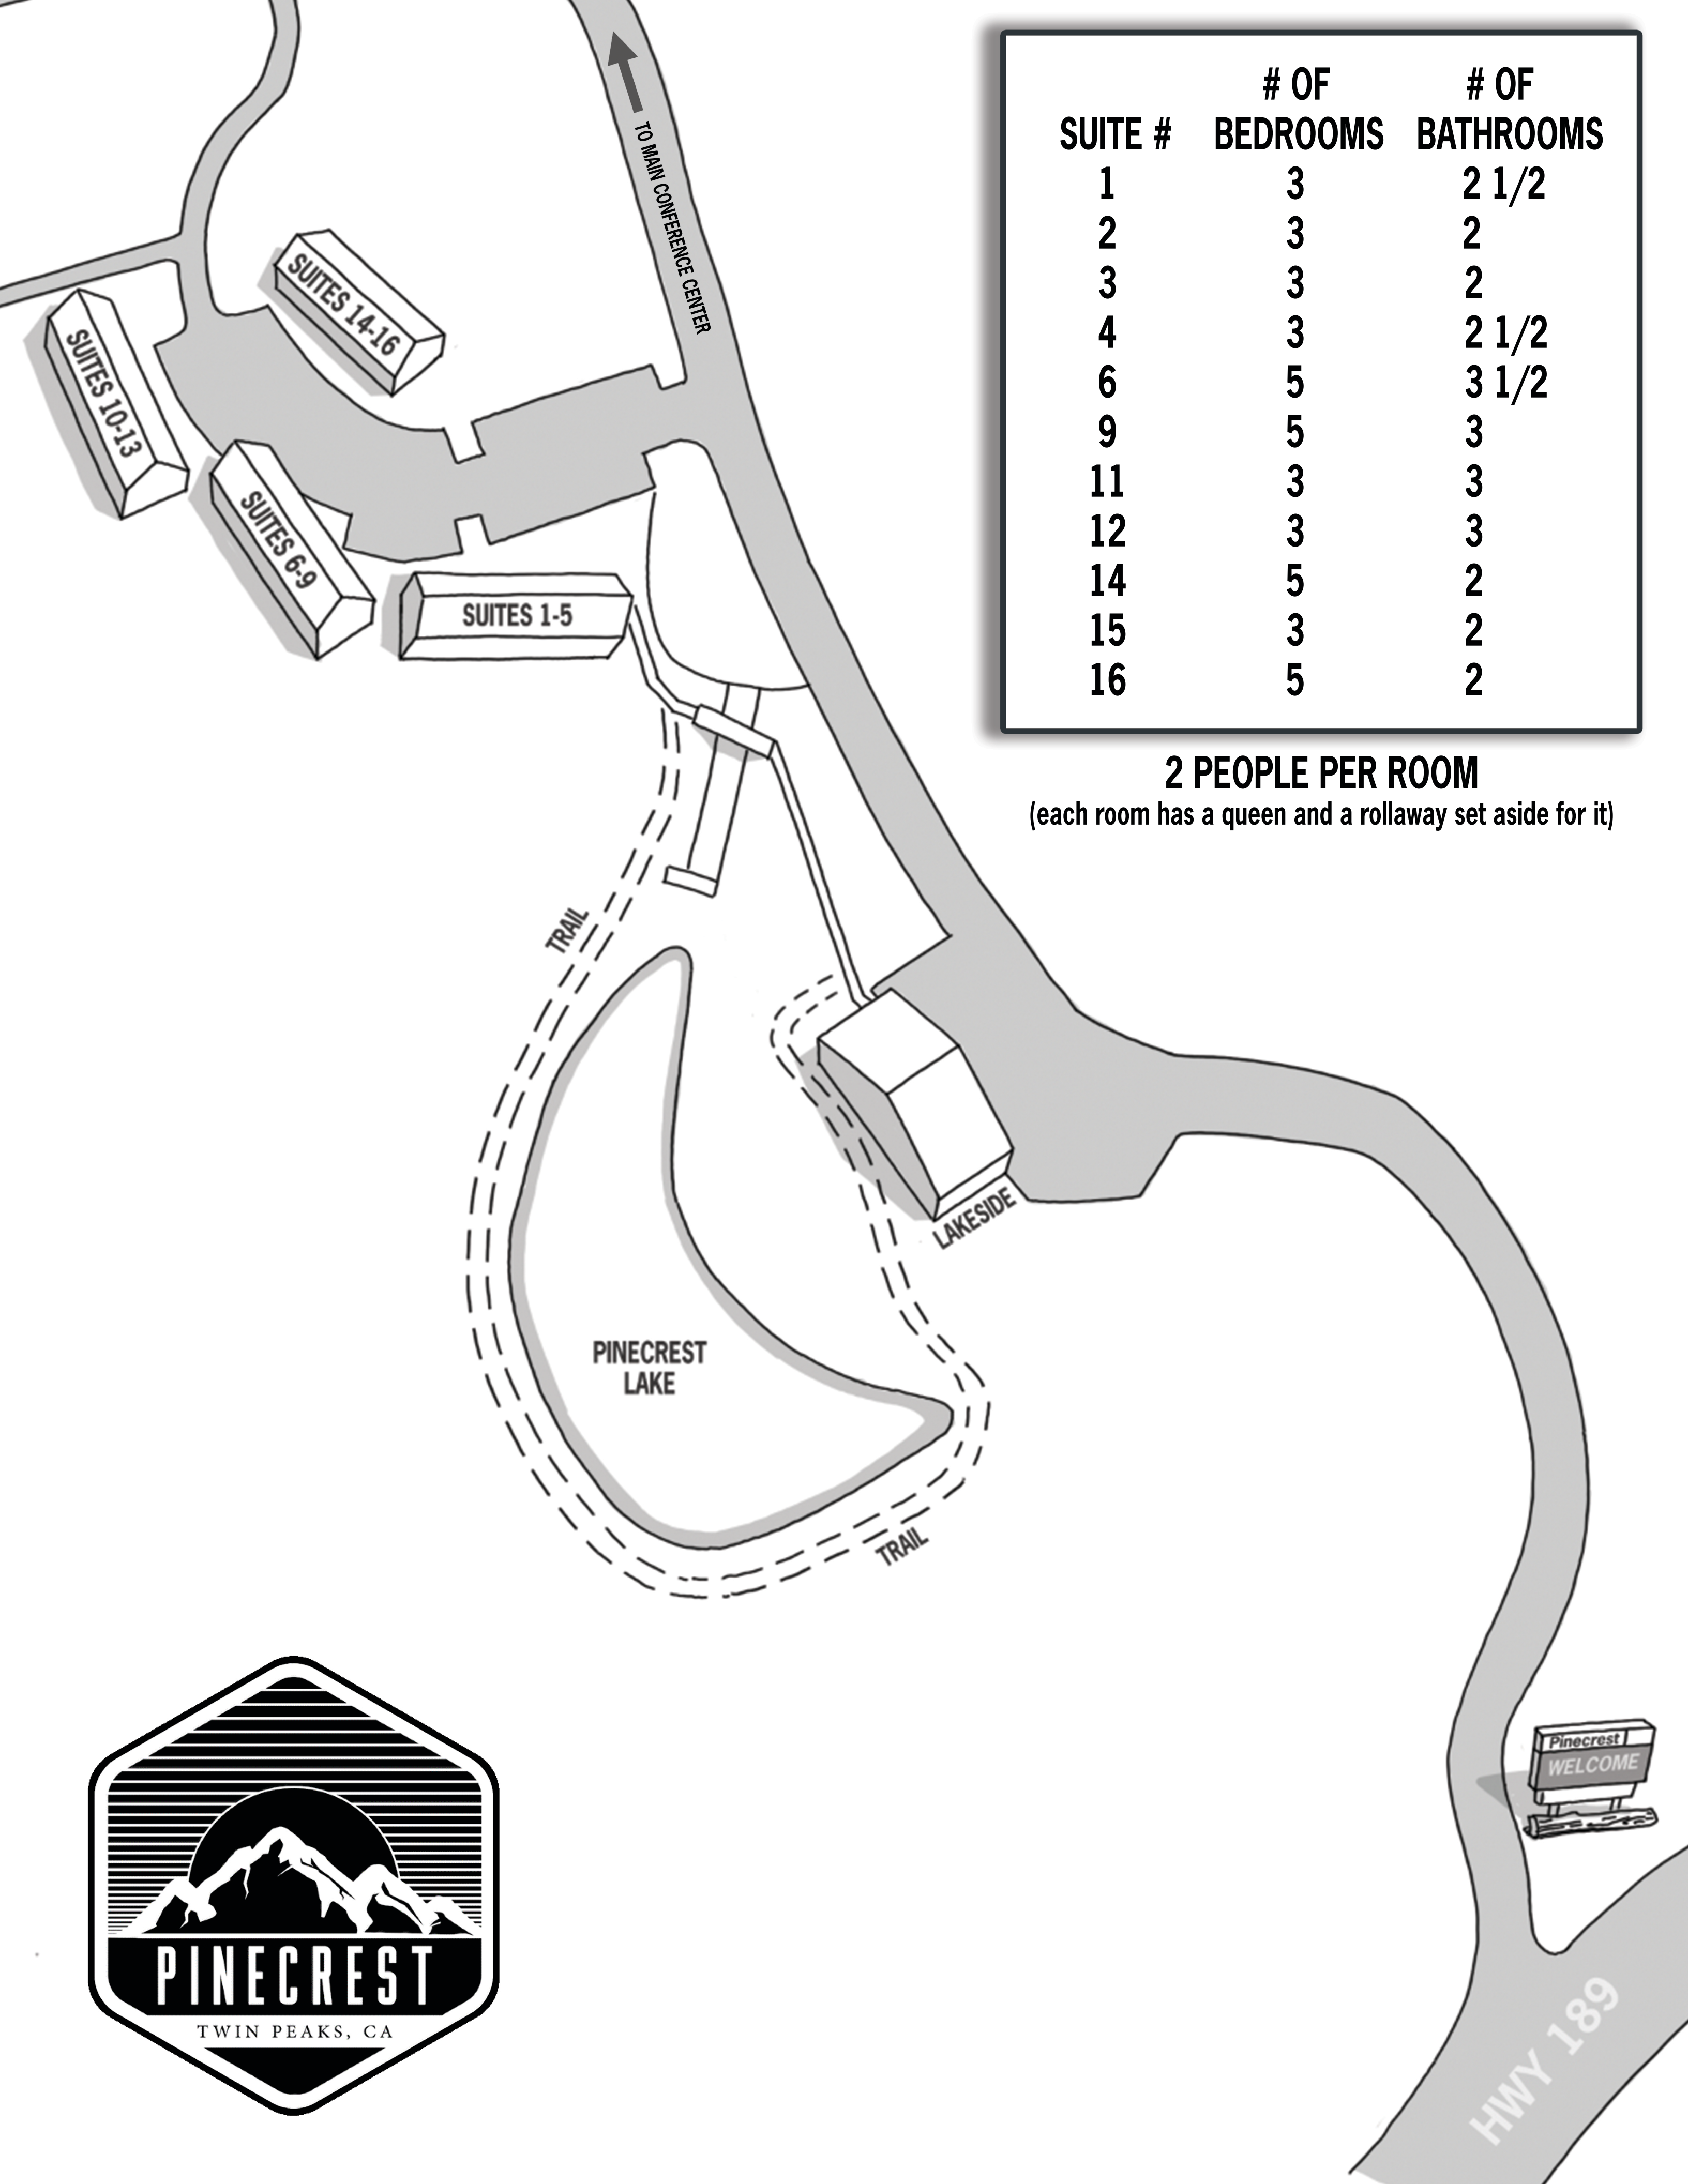 TO MAIN CONFERENCE CENTER
# OF # OF
SUITE # BEDROOMS BATHROOMS
1 3 2 1/2
2 3 2
3 3 2
4 3 2 1/2
6 5 3 1/2
9 5 3
11 3 3
12 3 3
14 5 2
15 3 2
16 5 2
2 PEOPLE PER ROOM
(each room has a queen and a rollaway set aside for it)
SUITES 14-16
SUITES 10-13
SUITES 6-9
SUITES 1-5
TRAIL
LAKESIDE
PINECREST
LAKE
TRAIL
Pinecrest
WELCOME
HWY 189
PINECREST
TWIN PEAKS, CA